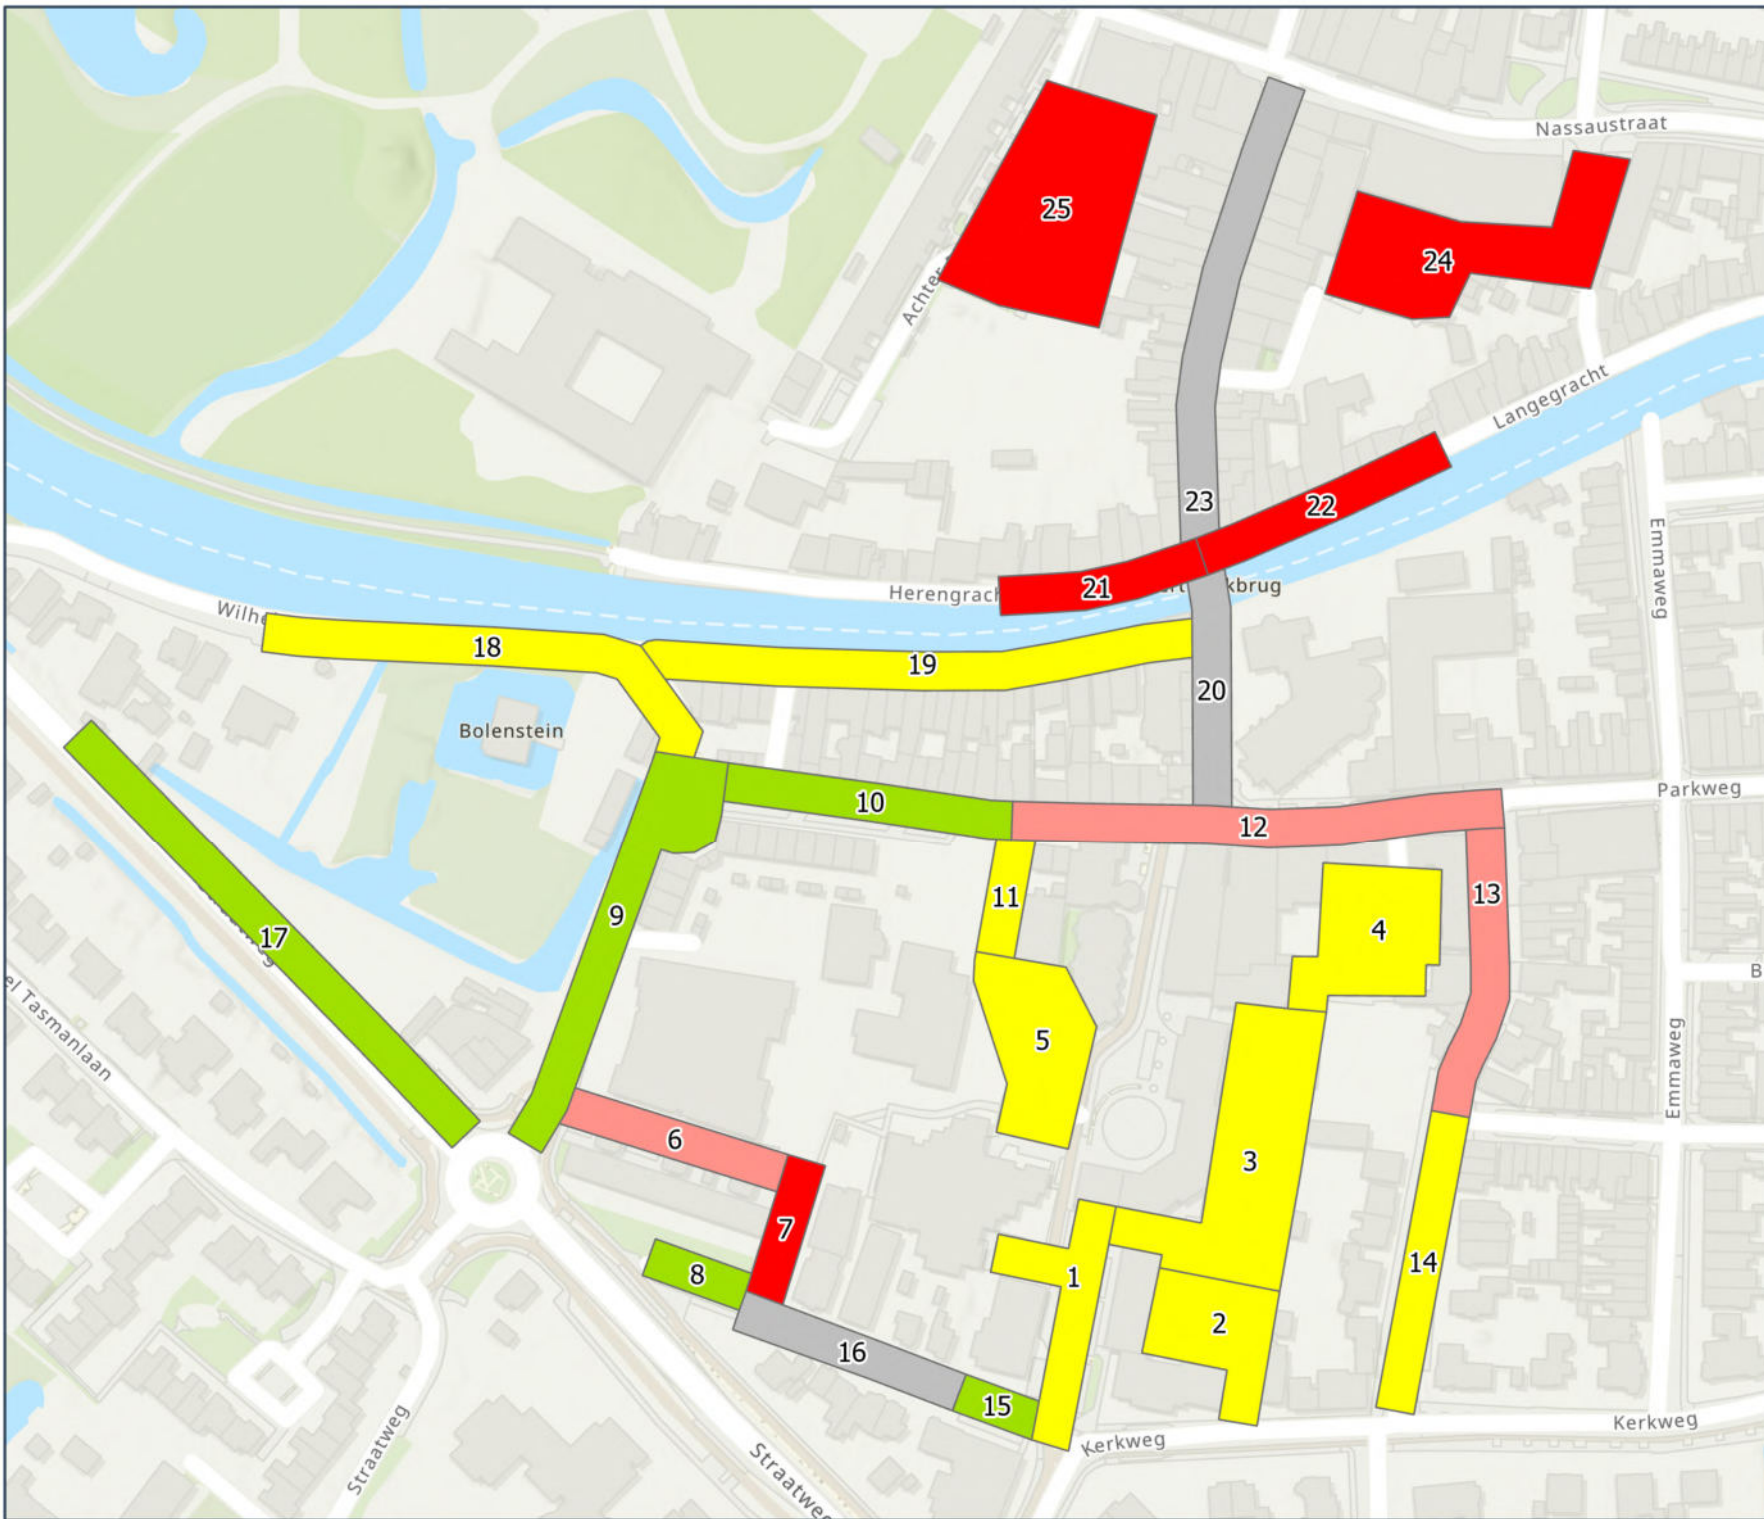 Nassaustraat
25
24
Achter
Langegracht
23
22
Herengrach
21
kbrug
Emmaweg
Wilhe
18
19
20
Bolenstein
Parkweg
10
12
13
11
9
4
17
5
el Tasmanlaan
B
Emmaweg
6
3
7
8
1
14
2
16
15
Kerkweg
Kerkweg
Straatweg
Straatweg